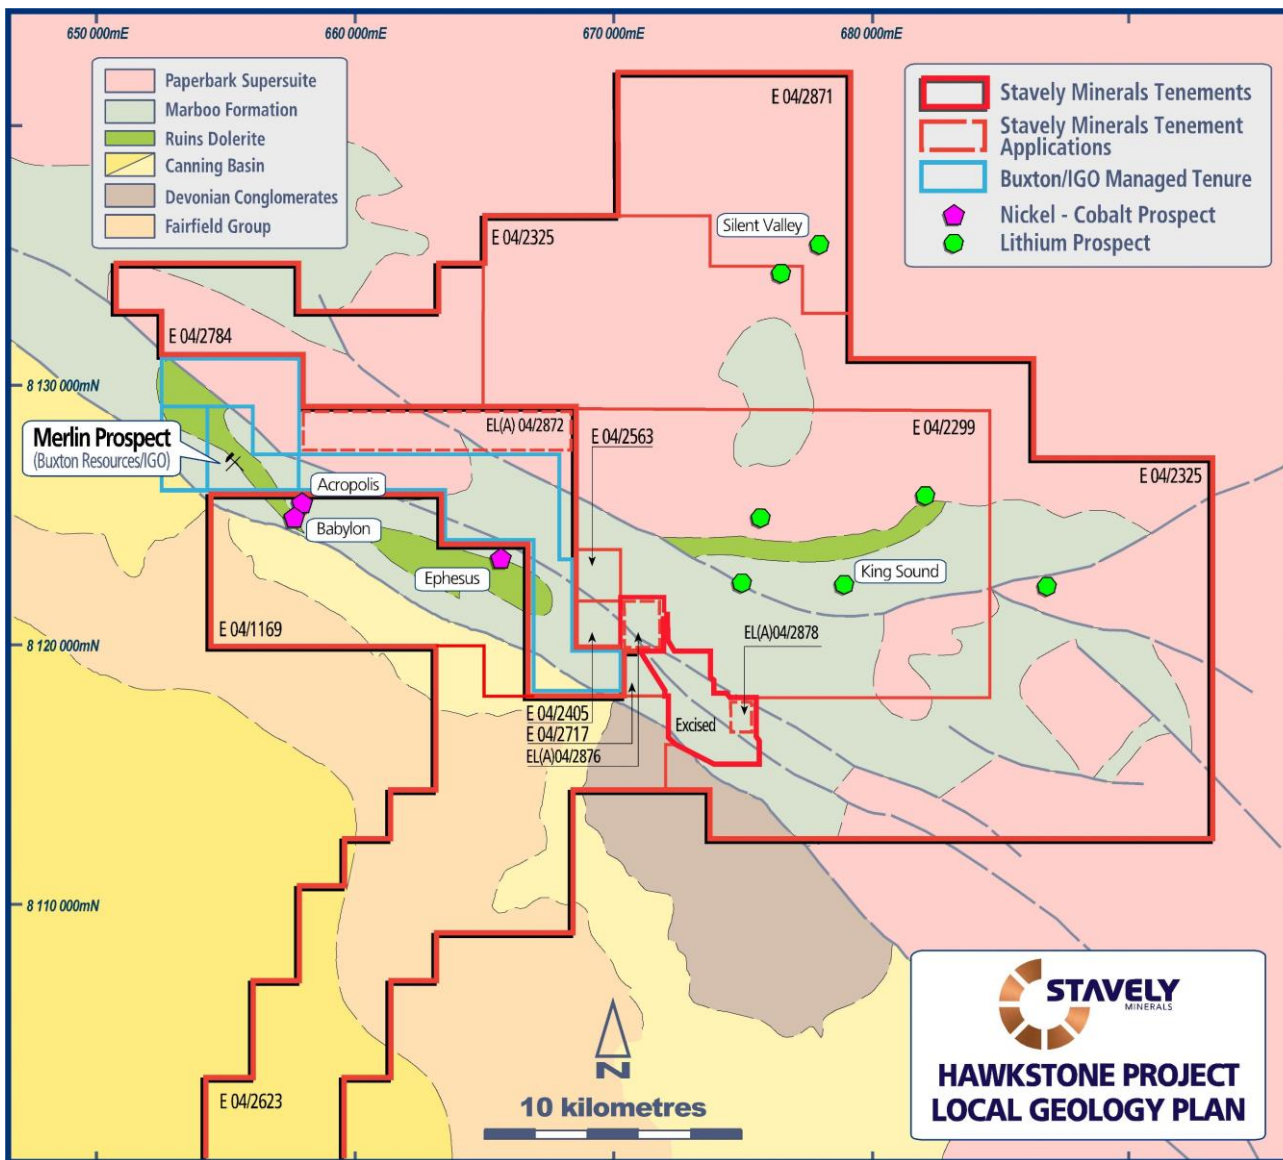 650 000mE
660 000mE
670 000mE
680 000mE
Paperbark Supersuite
Marboo Formation
Ruins Dolerite
Canning Basin
Devonian Conglomerates
Fairfield Group
Stavely Minerals Tenements
Stavely Minerals Tenement
Applications
Buxton/IGO Managed Tenure
Nickel - Cobalt Prospect
Lithium Prospect
E 04/2871
Silent Valley
E 04/2325
E 04/2784
8 130 000mN
EL(A) 04/2872
E 04/2563
E 04/2299
E 04/2325
Merlin Prospect
(Buxton Resources/IGO)
Acropolis
Babylon
Ephesus
King Sound
E 04/1169
8 120 000mN
EL(A)04/2878
E 04/2405
E 04/2717
EL(A)04/2876
Excised
8 110 000mN
E 04/2623
N
10 kilometres
STAVELY
MINERALS
HAWKSTONE PROJECT
LOCAL GEOLOGY PLAN